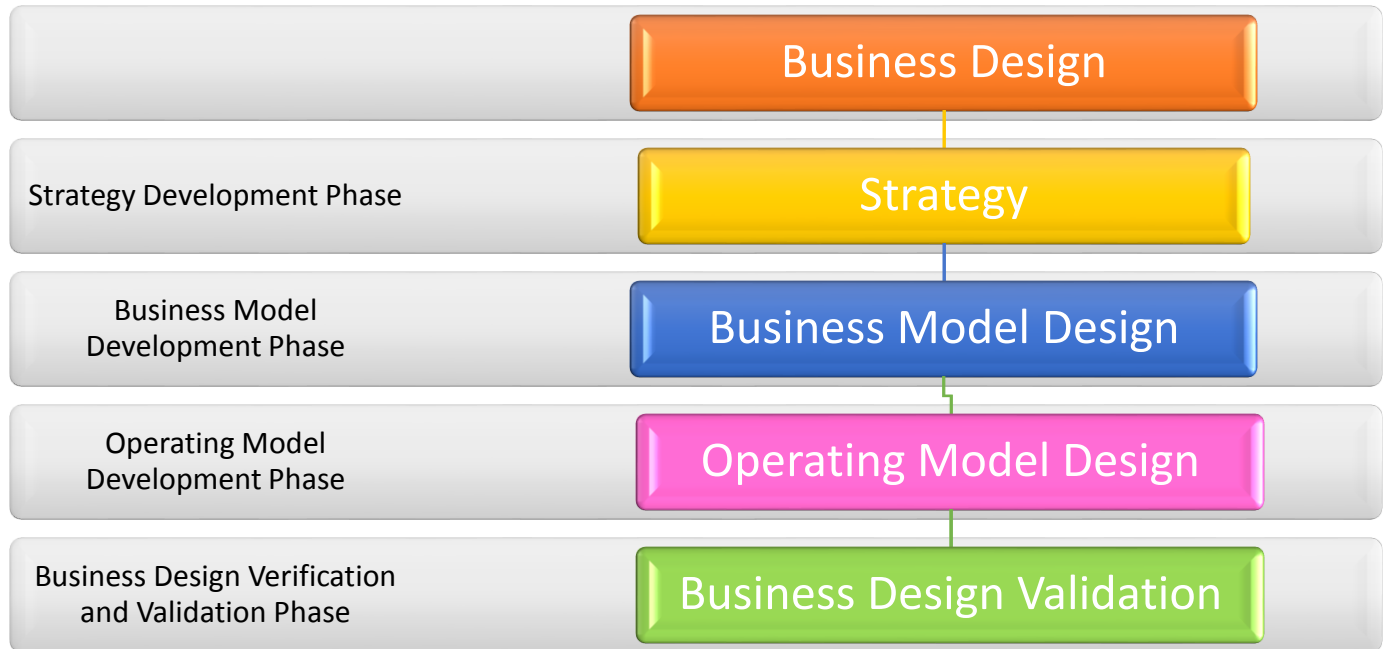 Business Design
Strategy Development Phase
Strategy
Business Model
Development Phase
Business Model Design
Operating Model
Development Phase
Operating Model Design
Business Design Verification
and Validation Phase
Business Design Validation